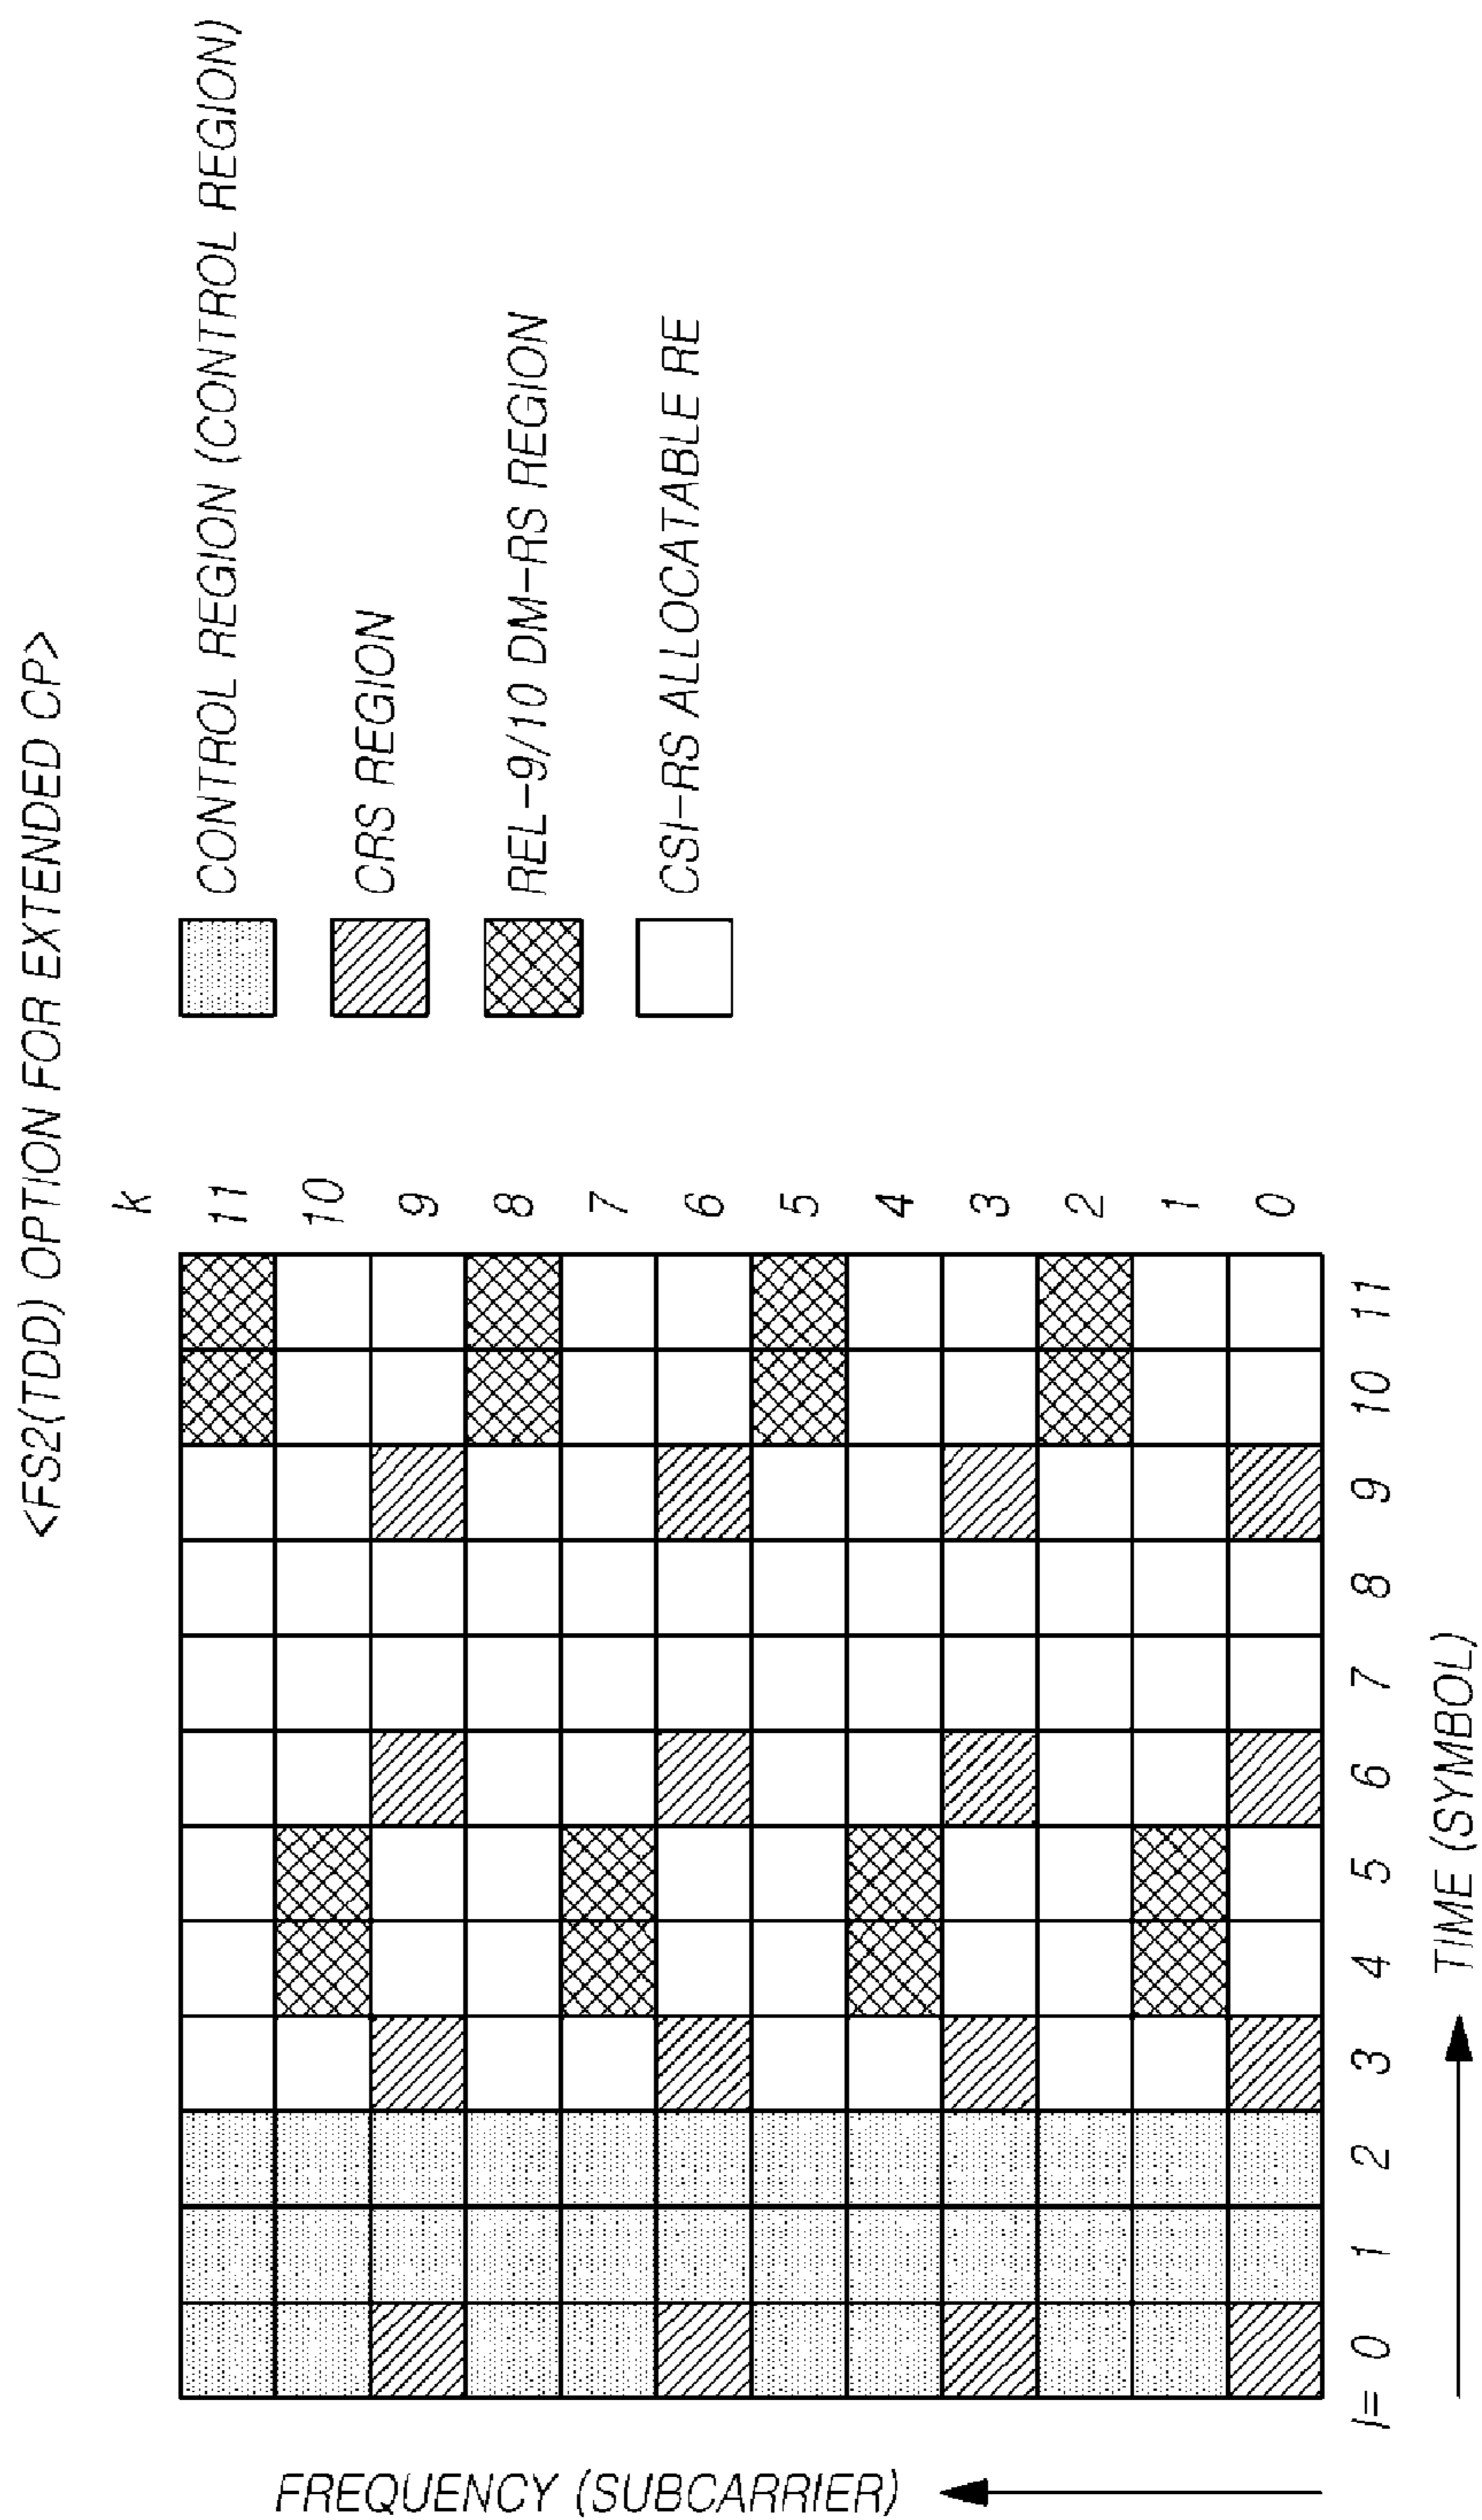 <FS2(TDD) OPTION FOR EXTENDED CP>
FREQUENCY (SUBCARRIER)
K
11
10
9
8
7
6
5
4
3
2
1
0
l= 0 1 2 3 4 5 6 7 8 9 10 11
TIME (SYMBOL)
CONTROL REGION (CONTROL REGION)
CRS REGION
REL-9/10 DM-RS REGION
CSI-RS ALLOCATABLE RE